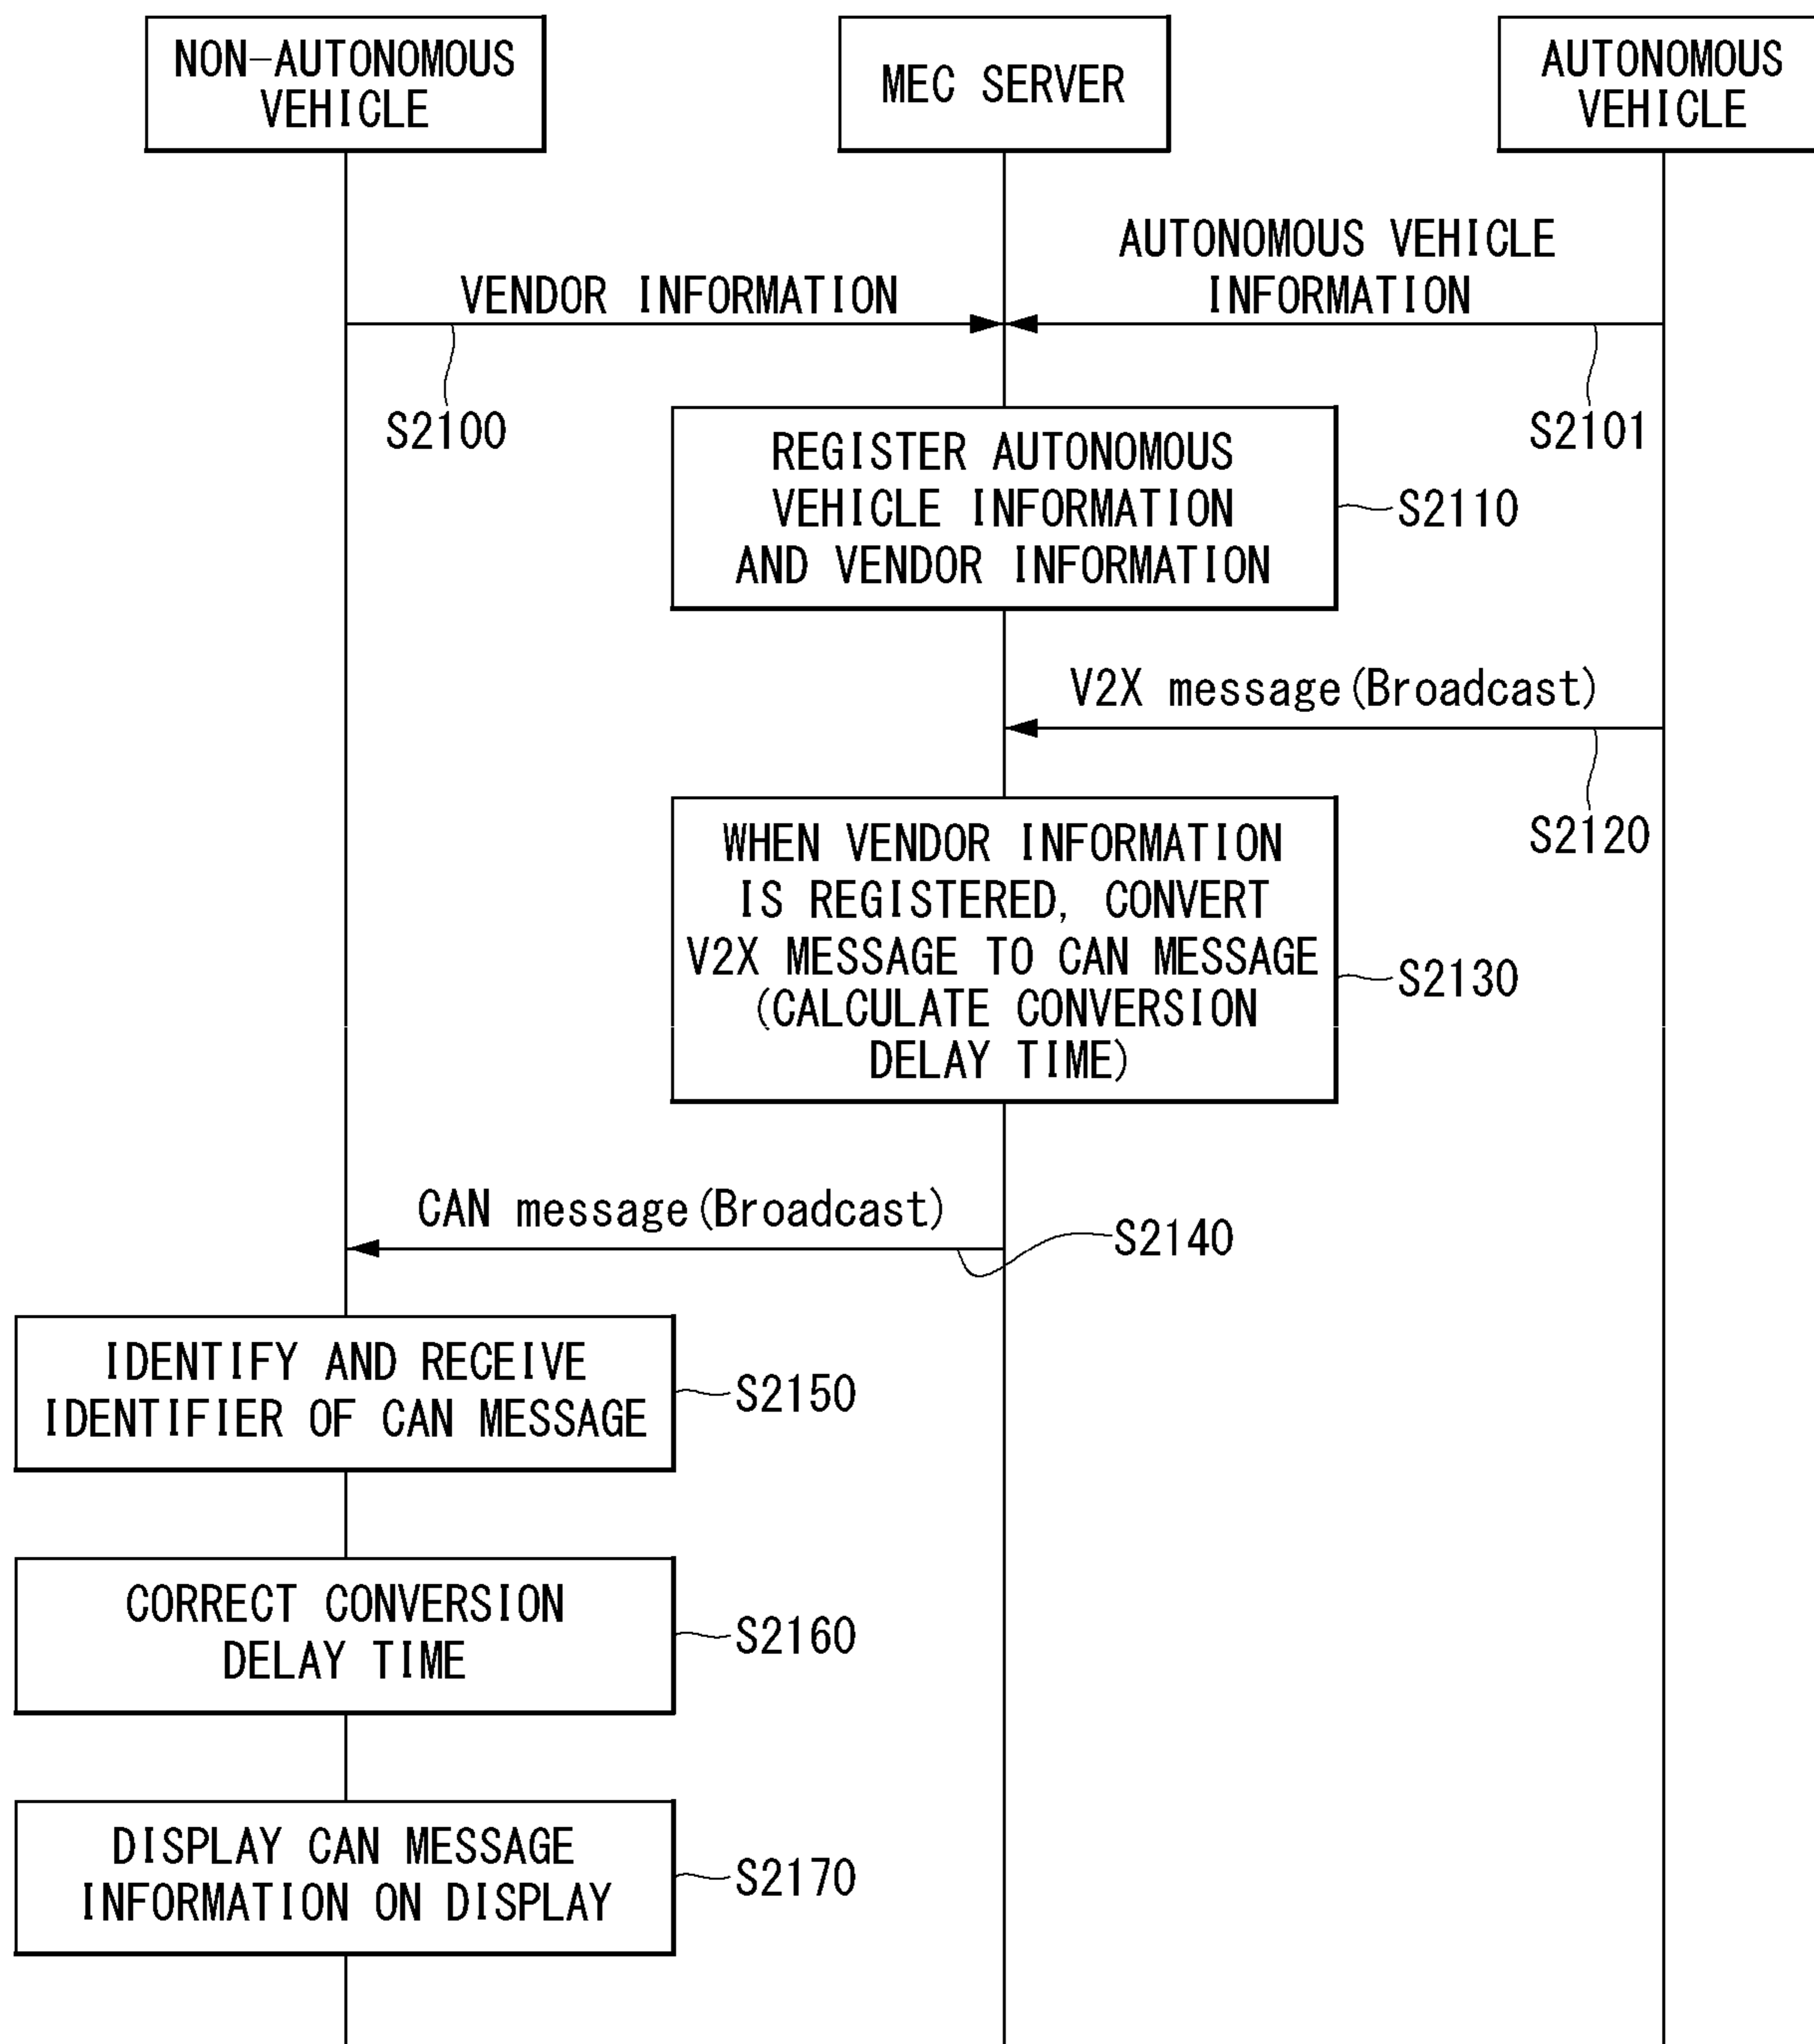 NON-AUTONOMOUS
VEHICLE
MEC SERVER
AUTONOMOUS
VEHICLE
VENDOR INFORMATION
AUTONOMOUS VEHICLE
INFORMATION
S2100
S2101
REGISTER AUTONOMOUS
VEHICLE INFORMATION
AND VENDOR INFORMATION
S2110
V2X message(Broadcast)
S2120
WHEN VENDOR INFORMATION
IS REGISTERED, CONVERT
V2X MESSAGE TO CAN MESSAGE
(CALCULATE CONVERSION
DELAY TIME)
S2130
CAN message(Broadcast)
S2140
IDENTIFY AND RECEIVE
IDENTIFIER OF CAN MESSAGE
S2150
CORRECT CONVERSION
DELAY TIME
S2160
DISPLAY CAN MESSAGE
INFORMATION ON DISPLAY
S2170